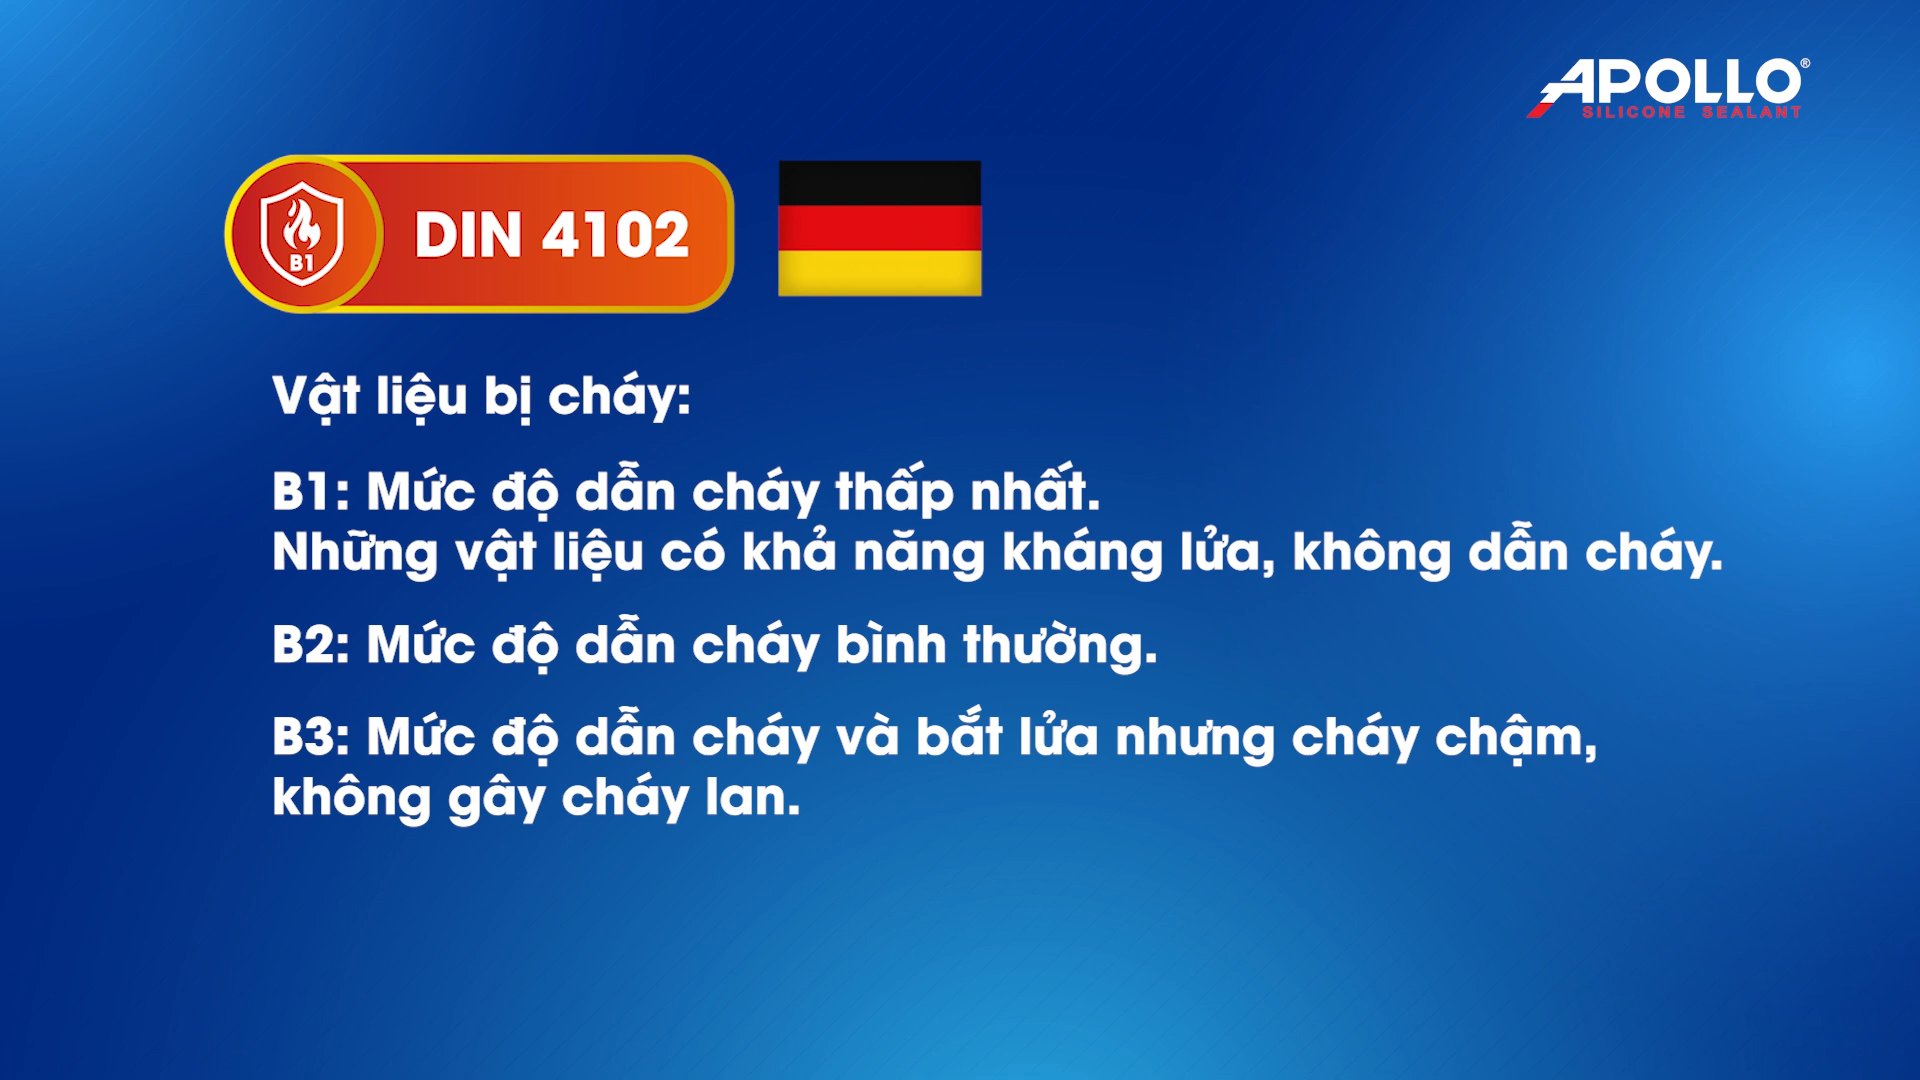 APOLLO®
SILICONE SEALANT
B1
DIN 4102
Vật liệu bị cháy:
B1: Mức độ dẫn cháy thấp nhất.
Những vật liệu có khả năng kháng lửa, không dẫn cháy.
B2: Mức độ dẫn cháy bình thường.
B3: Mức độ dẫn cháy và bắt lửa nhưng cháy chậm,
không gây cháy lan.